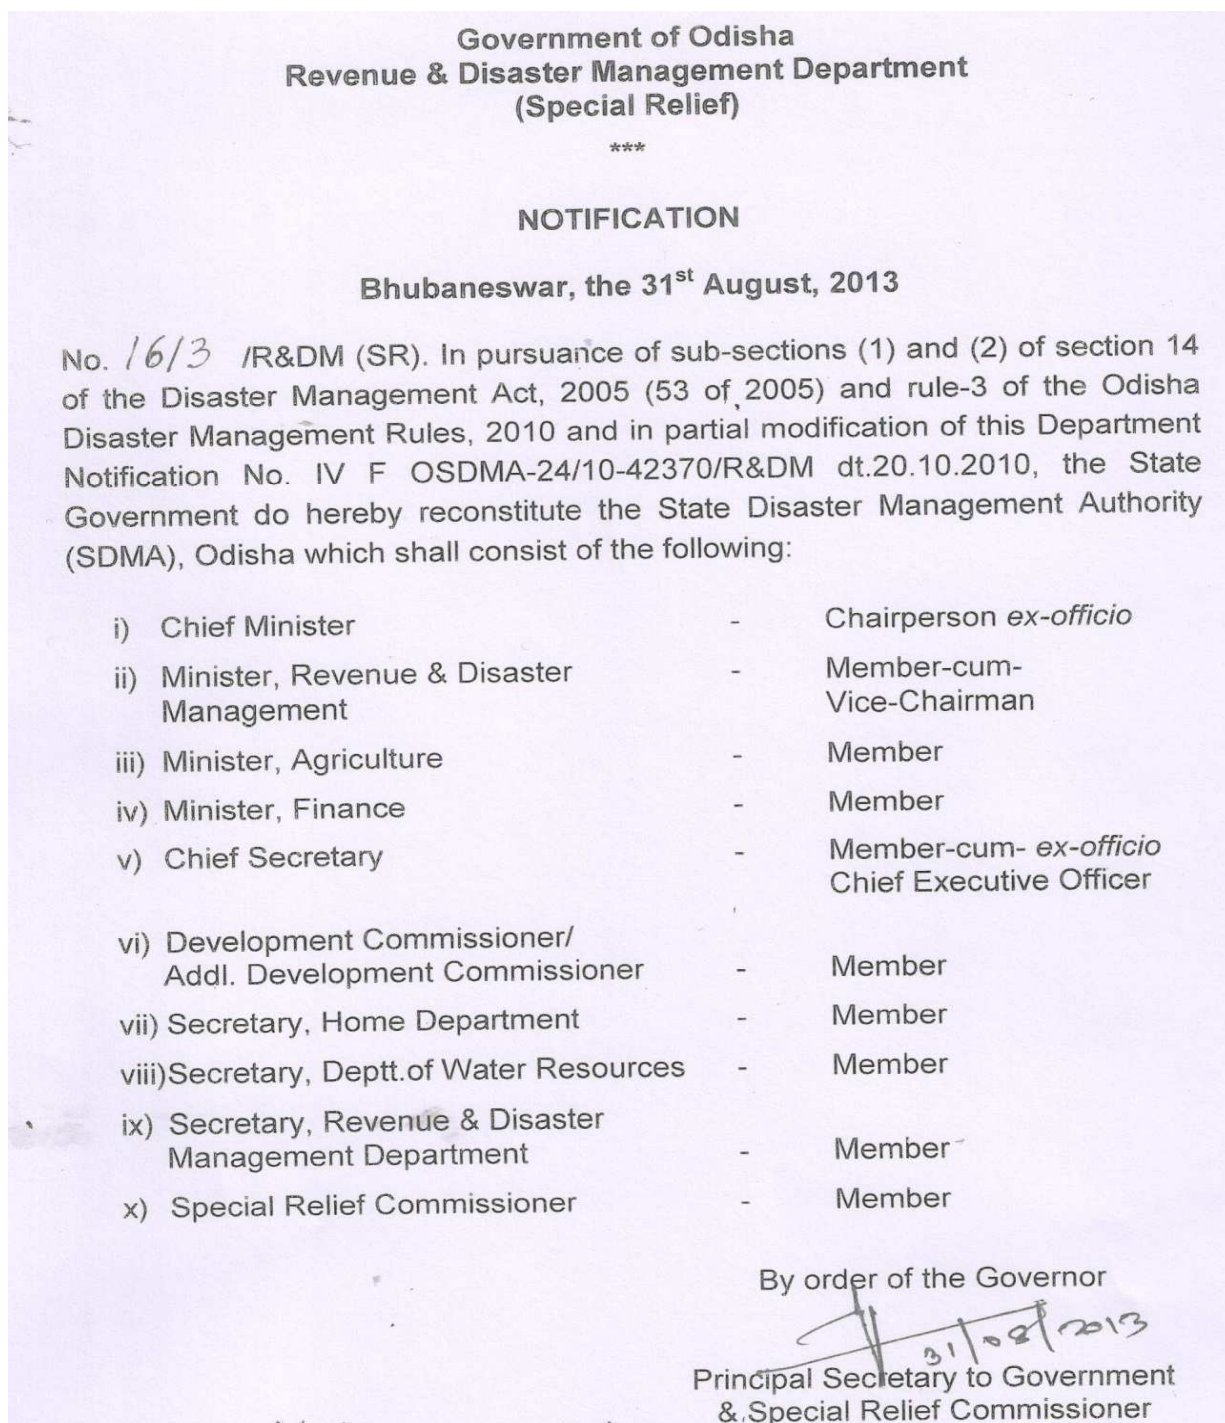 Government of Odisha
Revenue & Disaster Management Department
(Special Relief)
***
NOTIFICATION
Bhubaneswar, the 31st August, 2013
No. 1613 /R&DM (SR). In pursuance of sub-sections (1) and (2) of section 14
of the Disaster Management Act, 2005 (53 of 2005) and rule-3 of the Odisha
Disaster Management Rules, 2010 and in partial modification of this Department
Notification No. IV F OSDMA-24/10-42370/R&DM dt.20.10.2010, the State
Government do hereby reconstitute the State Disaster Management Authority
(SDMA), Odisha which shall consist of the following:
i) Chief Minister - Chairperson ex-officio
ii) Minister, Revenue & Disaster - Member-cum-
Management Vice-Chairman
iii) Minister, Agriculture - Member
iv) Minister, Finance - Member
v) Chief Secretary - Member-cum- ex-officio
Chief Executive Officer
vi) Development Commissioner/
Addl. Development Commissioner - Member
vii) Secretary, Home Department - Member
viii)Secretary, Deptt.of Water Resources - Member
ix) Secretary, Revenue & Disaster
Management Department - Member
x) Special Relief Commissioner - Member
By order of the Governor
31/08/2013
Principal Secretary to Government
& Special Relief Commissioner